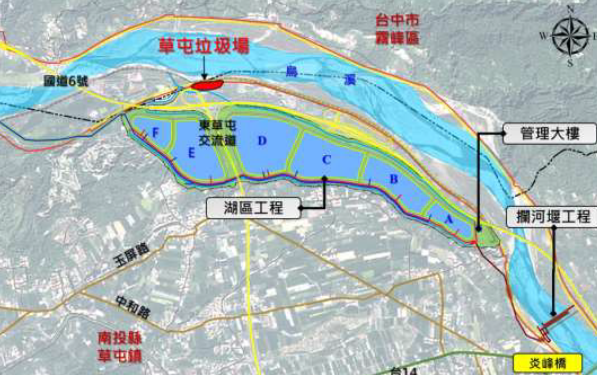 台中市
霧峰區
N
W
E
S
草屯垃圾場
國道6號
烏溪
東草屯
交流道
F
E
D
C
B
A
管理大樓
湖區工程
攔河堰工程
玉屏路
中和路
南投縣
草屯鎮
炎峰橋
台14